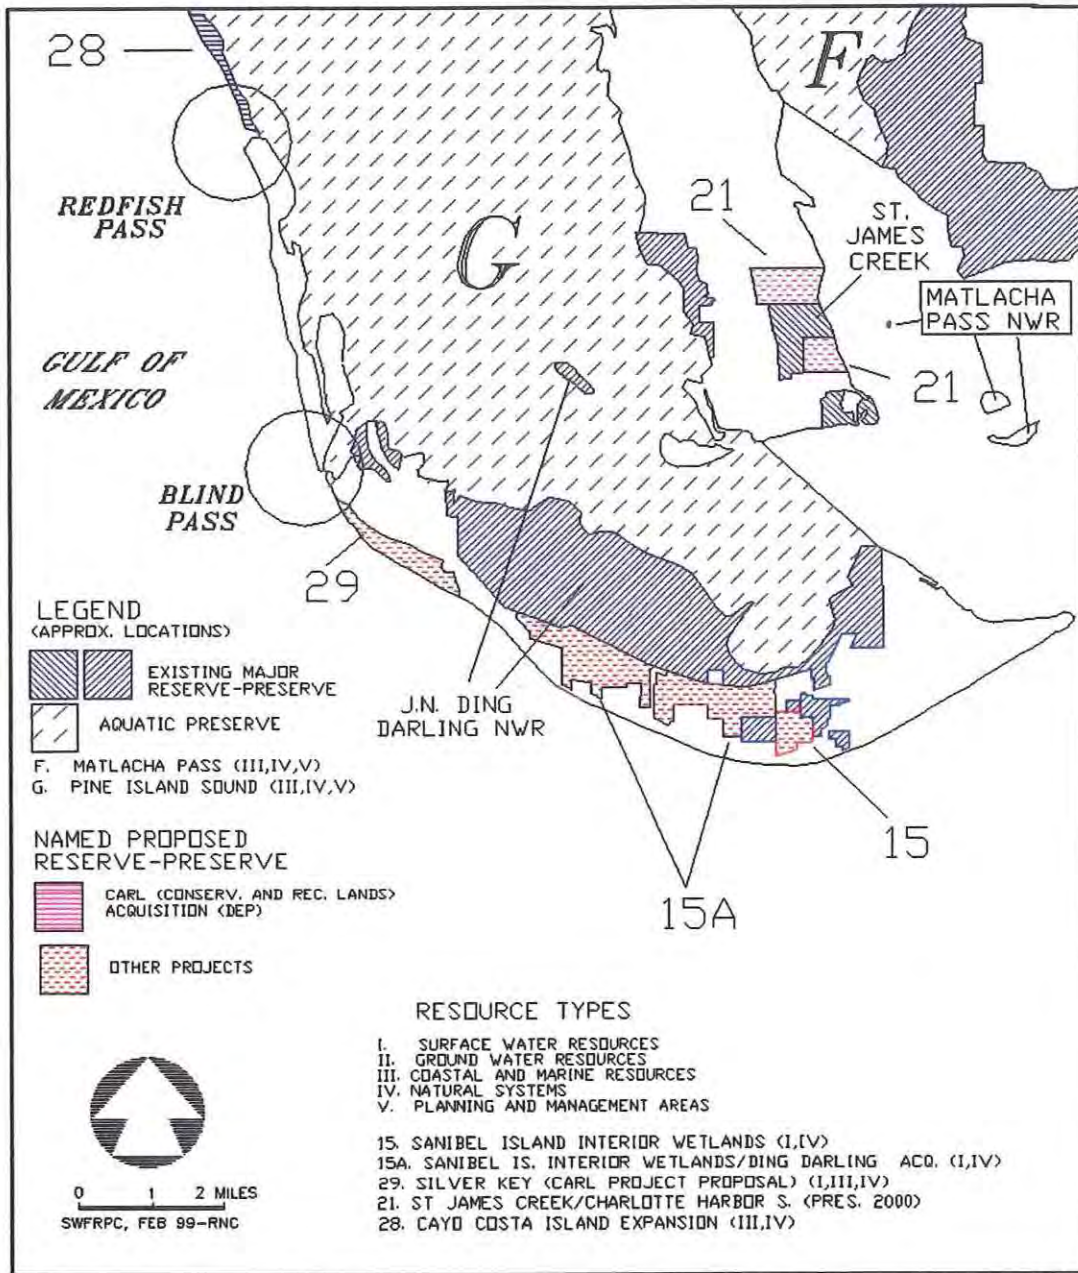 28
F
REDFISH
PASS
G
21
ST.
JAMES
CREEK
MATLACHA
PASS NWR
GULF OF
MEXICO
21
BLIND
PASS
29
J.N. DING
DARLING NWR
15
15A
LEGEND
(APPROX. LOCATIONS)
EXISTING MAJOR
RESERVE-PRESERVE
AQUATIC PRESERVE
F. MATLACHA PASS (III,IV,V)
G. PINE ISLAND SOUND (III,IV,V)
NAMED PROPOSED
RESERVE-PRESERVE
CARL (CONSERV. AND REC. LANDS)
ACQUISITION (DEP)
OTHER PROJECTS
RESOURCE TYPES
I. SURFACE WATER RESOURCES
II. GROUND WATER RESOURCES
III. COASTAL AND MARINE RESOURCES
IV. NATURAL SYSTEMS
V. PLANNING AND MANAGEMENT AREAS
15. SANIBEL ISLAND INTERIOR WETLANDS (I,IV)
15A. SANIBEL IS. INTERIOR WETLANDS/DING DARLING ACQ. (I,IV)
29. SILVER KEY (CARL PROJECT PROPOSAL) (I,III,IV)
21. ST JAMES CREEK/CHARLOTTE HARBOR S. (PRES. 2000)
28. CAYO COSTA ISLAND EXPANSION (III,IV)
0 1 2 MILES
SWFRPC, FEB 99-RNC